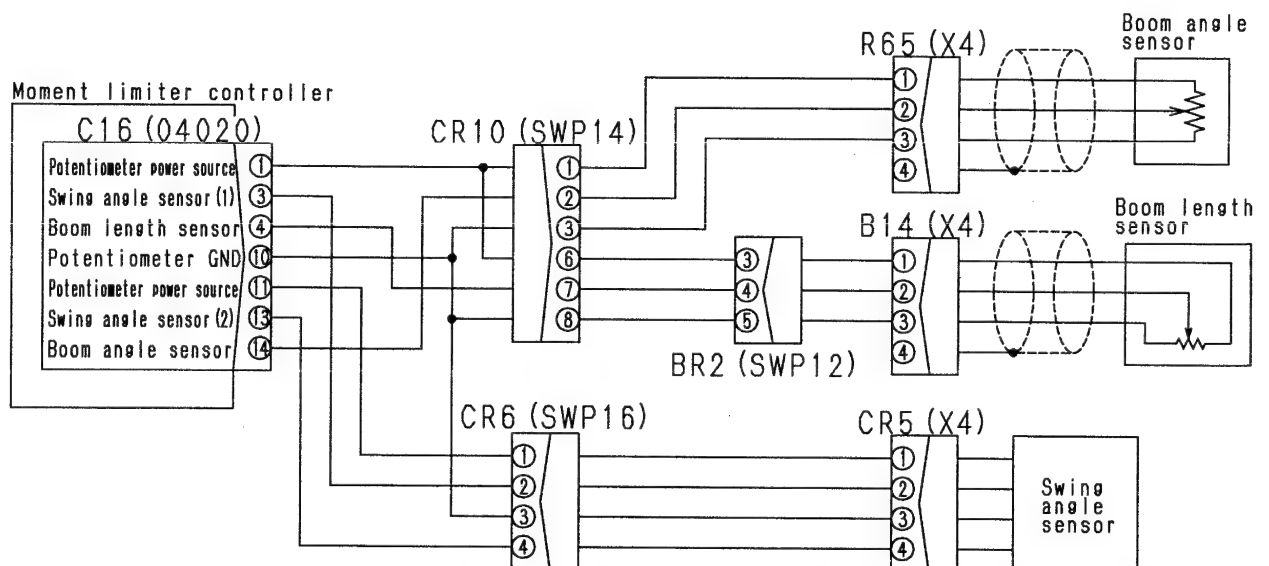 Moment limiter controller
C16 (04020)
Potentiometer power source ①
Swing angle sensor (1) ③
Boom length sensor ④
Potentiometer GND ⑩
Potentiometer power source ⑪
Swing angle sensor (2) ⑬
Boom angle sensor ⑭
CR10 (SWP14)
①
②
③
⑥
⑦
⑧
R65 (X4)
①
②
③
④
Boom angle
sensor
BR2 (SWP12)
③
④
⑤
B14 (X4)
①
②
③
④
Boom length
sensor
CR6 (SWP16)
①
②
③
④
CR5 (X4)
①
②
③
④
Swing
angle
sensor